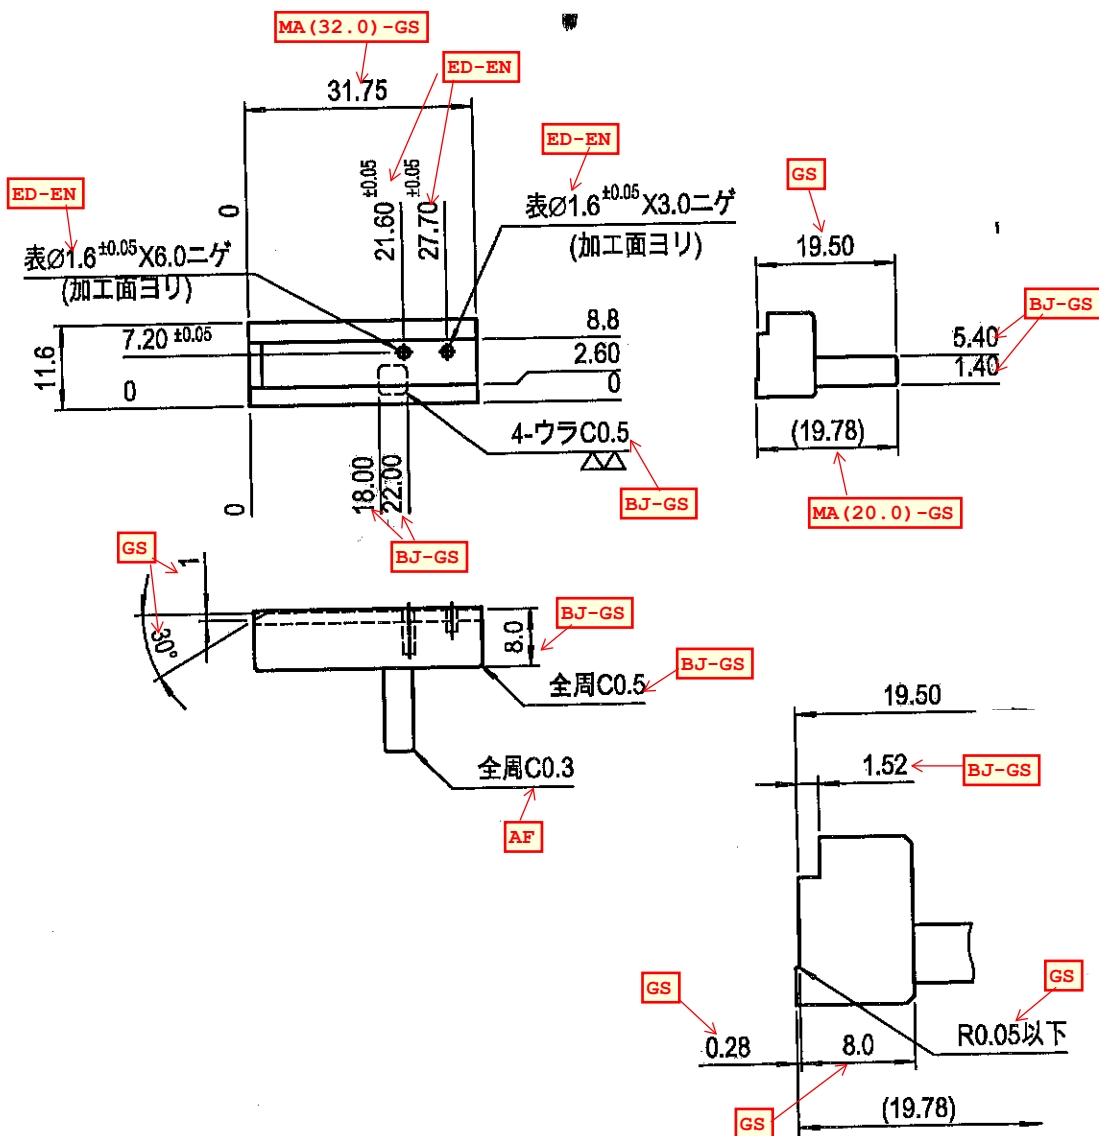 MA(32.0)-GS
ED-EN
31.75
ED-EN
GS
ED-EN
0
21.60 ±0.05
27.70 ±0.05
表Ø1.6 ±0.05 X3.0ニゲ
(加工面ヨリ)
19.50
表Ø1.6 ±0.05 X6.0ニゲ
(加工面ヨリ)
BJ-GS
7.20 ±0.05
8.8
5.40
11.6
2.60
1.40
0
0
4-ウラC0.5
(19.78)
18.00
22.00
0
BJ-GS
MA(20.0)-GS
GS
1
BJ-GS
30°
8.0
BJ-GS
全周C0.5
BJ-GS
19.50
全周C0.3
1.52
BJ-GS
AF
GS
GS
0.28
8.0
R0.05以下
GS
(19.78)